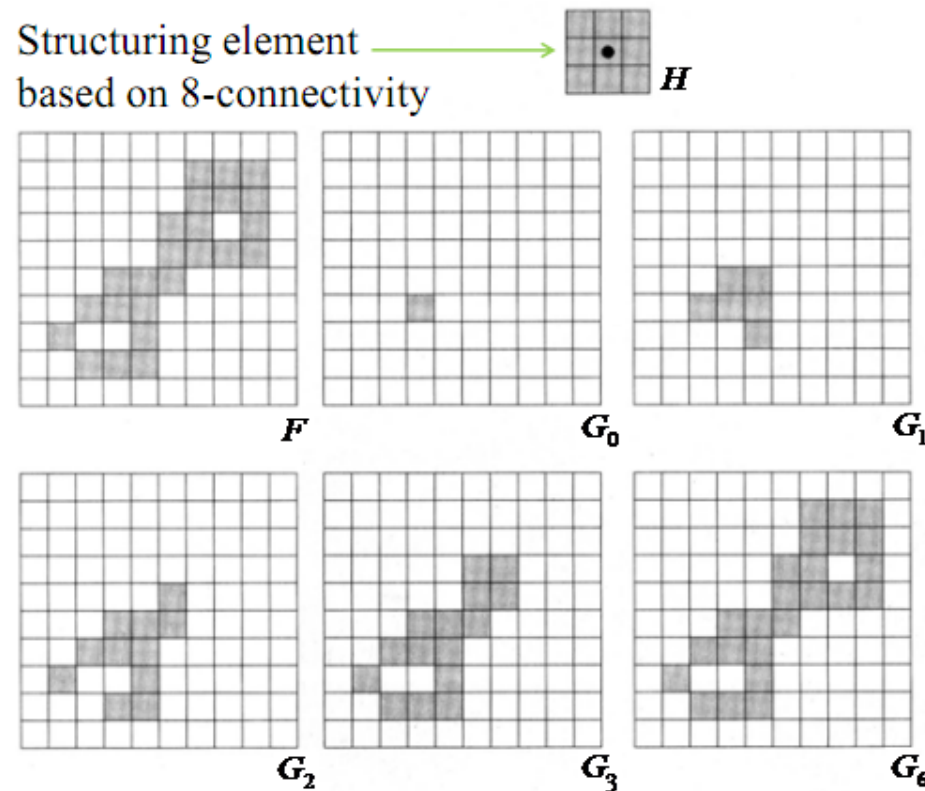 Structuring element
based on 8-connectivity
H
F
G₀
G₁
G₂
G₃
G₆